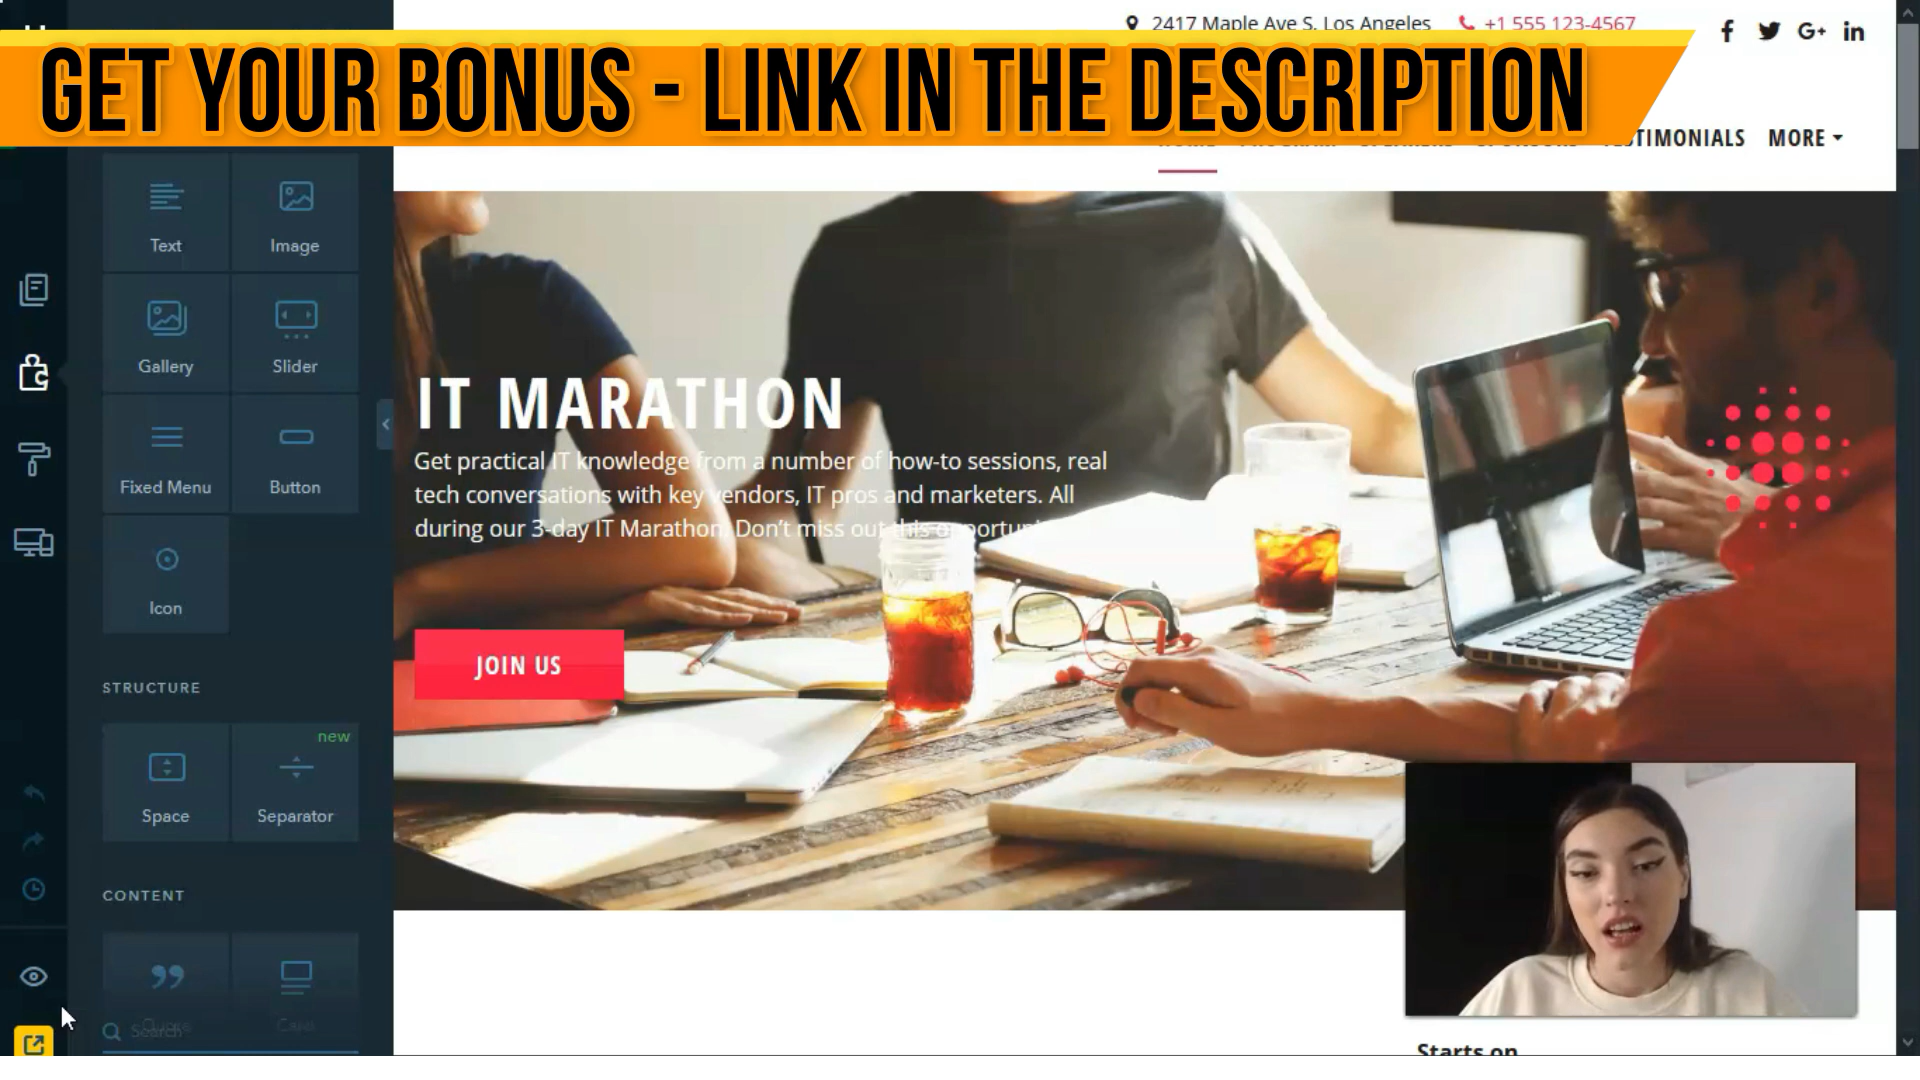 2417 Maple Ave S. Los Angeles +1 555 123-4567
GET YOUR BONUS - LINK IN THE DESCRIPTION
MORE
Text Image
Gallery Slider
Fixed Menu Button
Icon
IT MARATHON
Get practical IT knowledge from a number of how-to sessions, real
tech conversations with key vendors, IT pros and marketers. All
during our 3-day IT Marathon. Don't miss out this
JOIN US
STRUCTURE
new
Space Separator
CONTENT
Search
Starts on